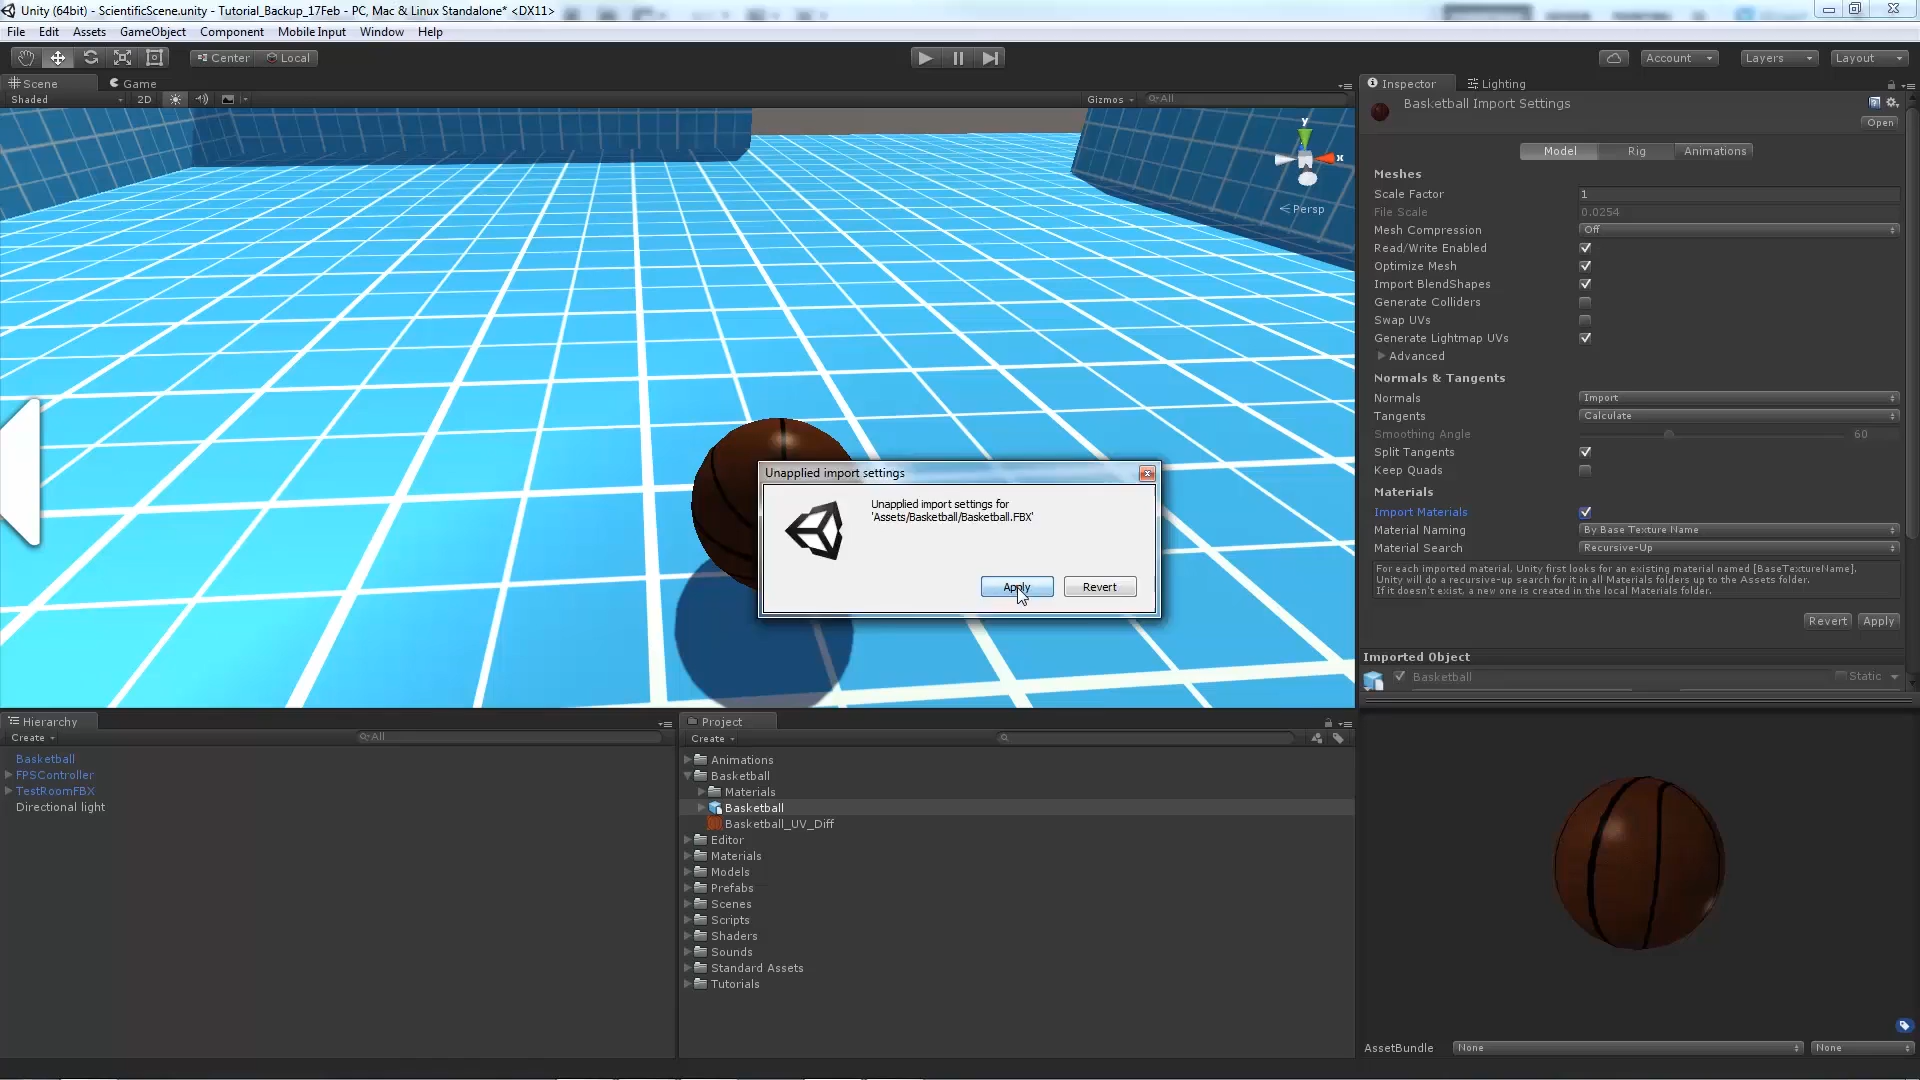 Unity (64bit) - ScientificScene.unity - Tutorial_Backup_17Feb - PC, Mac & Linux Standalone* <DX11>
File Edit Assets GameObject Component Mobile Input Window Help
Center Local Account Layers Layout
Scene Game
Shaded 2D Gizmos All
y
x
Persp
Inspector Lighting
Basketball Import Settings
Open
Model Rig Animations
Meshes
Scale Factor 1
File Scale 0.0254
Mesh Compression Off
Read/Write Enabled
Optimize Mesh
Import BlendShapes
Generate Colliders
Swap UVs
Generate Lightmap UVs
Advanced
Normals & Tangents
Normals Import
Tangents Calculate
Smoothing Angle 60
Split Tangents
Keep Quads
Materials
Import Materials
Material Naming By Base Texture Name
Material Search Recursive-Up
For each imported material, Unity first looks for an existing material named [BaseTextureName].
Unity will do a recursive-up search for it in all Materials folders up to the Assets folder.
If it doesn't exist, a new one is created in the local Materials folder.
Revert Apply
Imported Object
Basketball Static
Unapplied import settings
Unapplied import settings for
'Assets/Basketball/Basketball.FBX'
Apply Revert
Hierarchy
Create All
Basketball
FPSController
TestRoomFBX
Directional light
Project
Create
Animations
Basketball
Materials
Basketball
Basketball_UV_Diff
Editor
Materials
Models
Prefabs
Scenes
Scripts
Shaders
Sounds
Standard Assets
Tutorials
AssetBundle None None